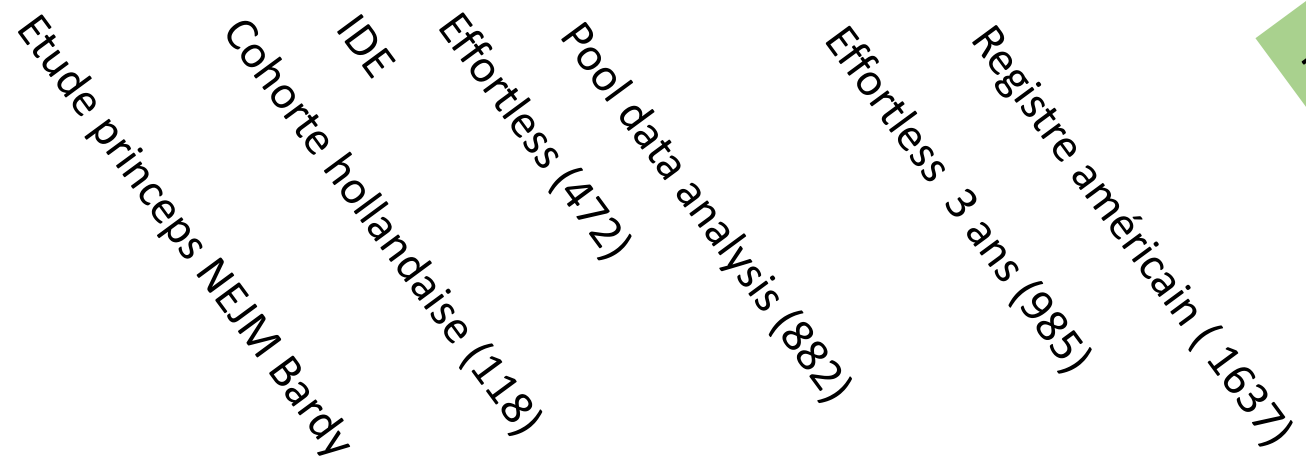 Etude princeps NEJM Bardy
Cohorte hollandaise (118)
IDE
Effortless (472)
Pool data analysis (882)
Effortless 3 ans (985)
Registre américain ( 1637)